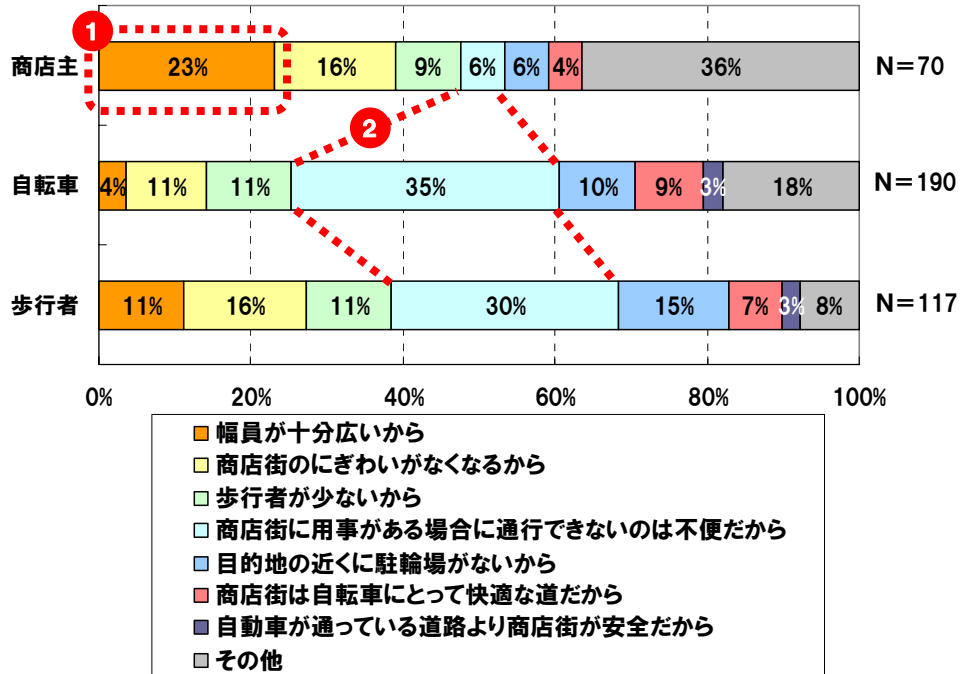 1
商店主 23% 16% 9% 6% 6% 4% 36% N=70
2
自転車 4% 11% 11% 35% 10% 9% 3% 18% N=190
歩行者 11% 16% 11% 30% 15% 7% 3% 8% N=117
0% 20% 40% 60% 80% 100%
幅員が十分広いから
商店街のにぎわいがなくなるから
歩行者が少ないから
商店街に用事がある場合に通行できないのは不便だから
目的地の近くに駐輪場がないから
商店街は自転車にとって快適な道だから
自動車が通っている道路より商店街が安全だから
その他